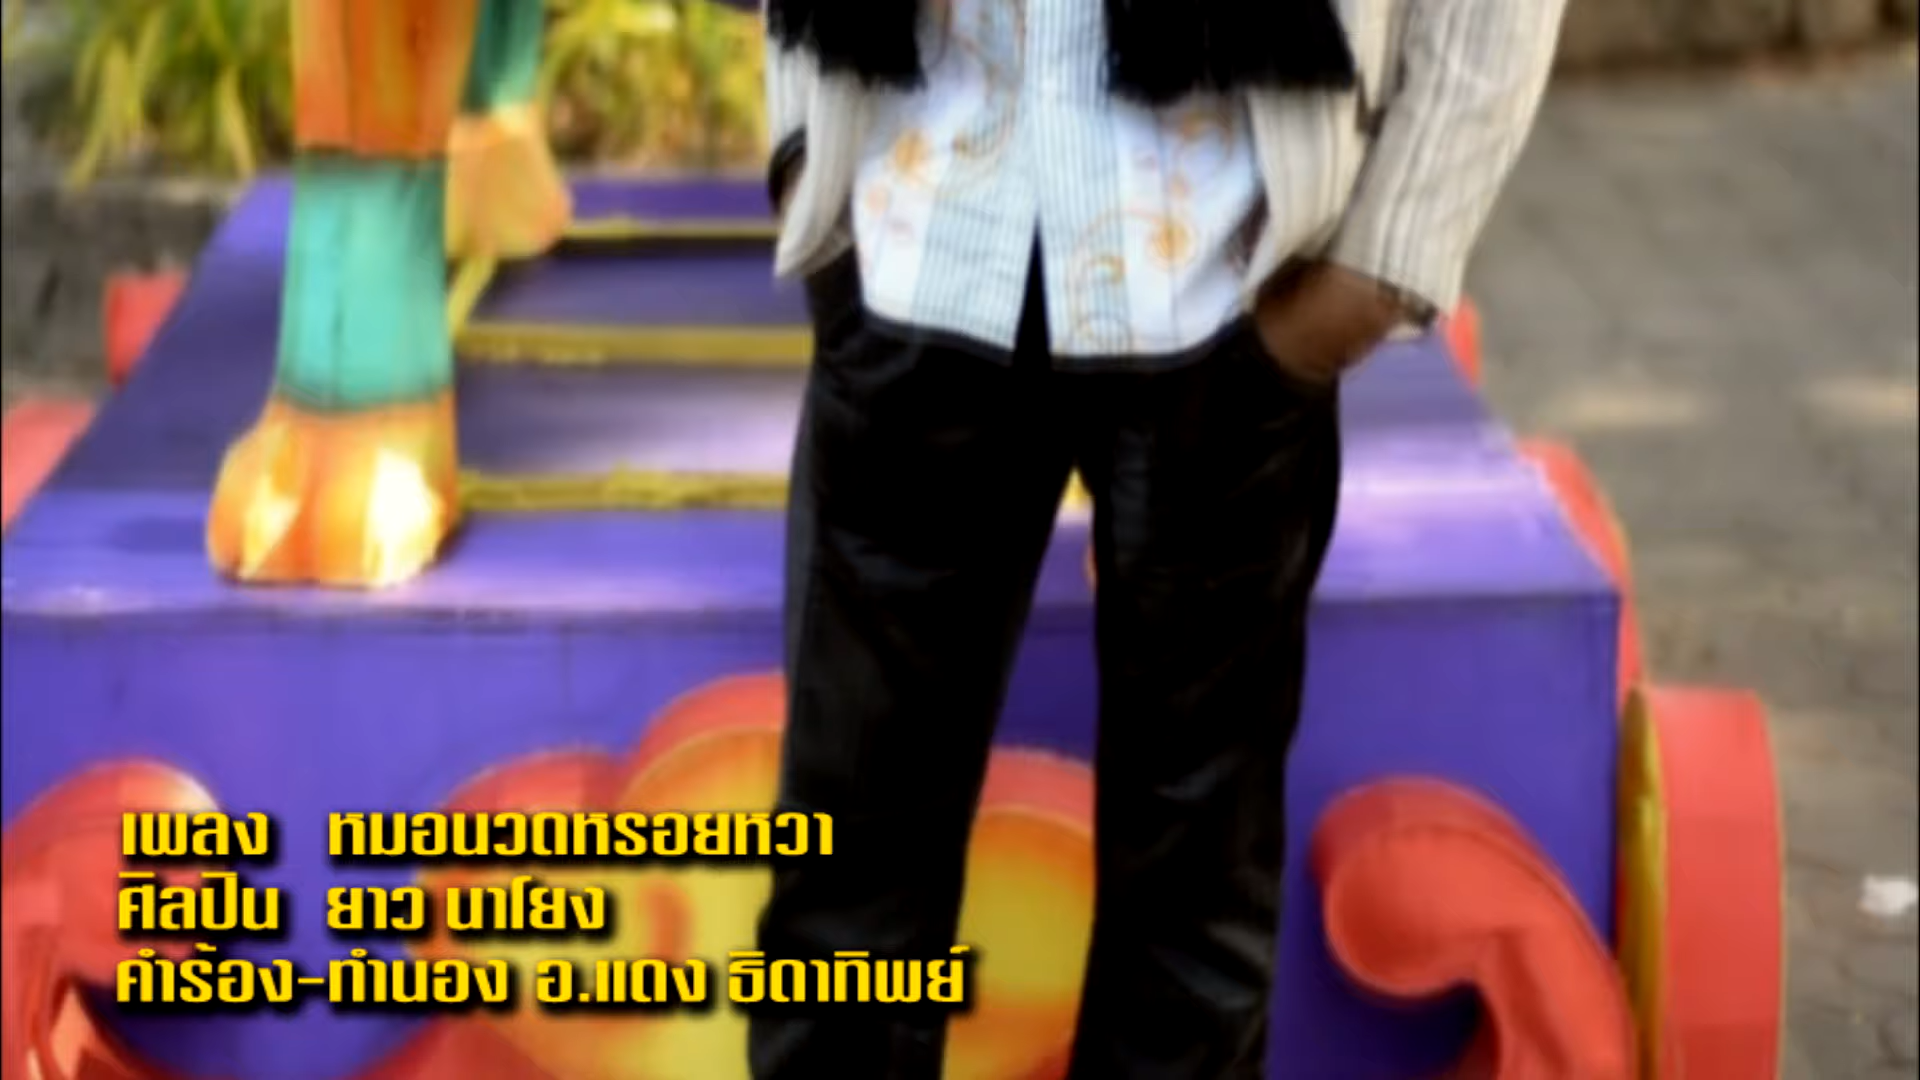 เพลง หมอนวดหรอยหวา
ศิลปิน ยาว นาโยง
คำร้อง-ทำนอง อ.แดง ธิดาทิพย์